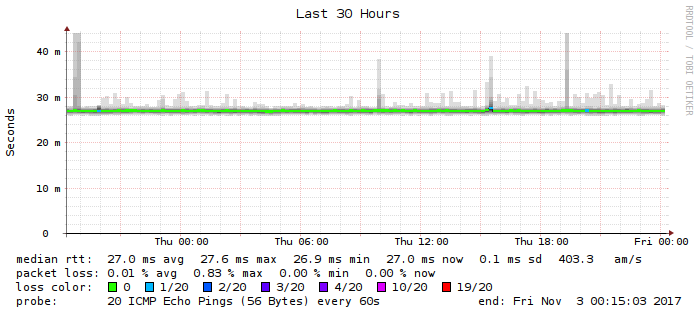 Last 30 Hours
RRDTOOL / TOBI OETIKER
Seconds
40 m
30 m
20 m
10 m
0
Thu 00:00 Thu 06:00 Thu 12:00 Thu 18:00 Fri 00:00
median rtt: 27.0 ms avg 27.6 ms max 26.9 ms min 27.0 ms now 0.1 ms sd 403.3 am/s
packet loss: 0.01 % avg 0.83 % max 0.00 % min 0.00 % now
loss color: 0 1/20 2/20 3/20 4/20 10/20 19/20
probe: 20 ICMP Echo Pings (56 Bytes) every 60s end: Fri Nov 3 00:15:03 2017